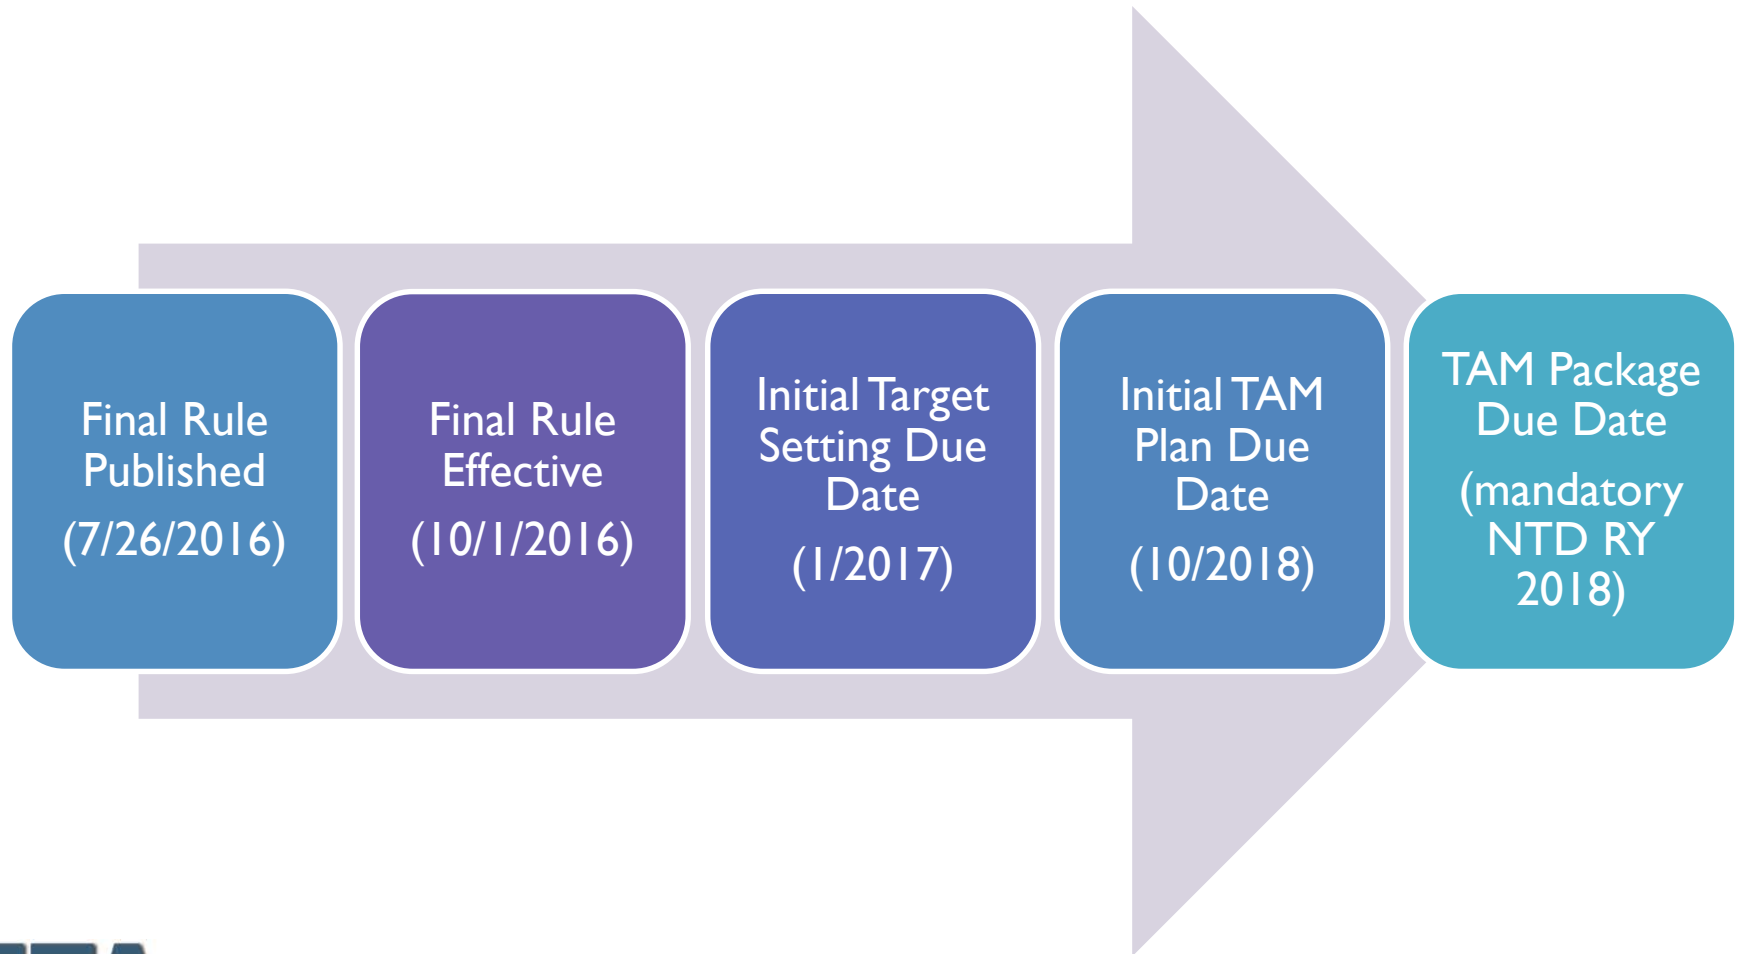 Final Rule
Published
(7/26/2016)
Final Rule
Effective
(10/1/2016)
Initial Target
Setting Due
Date
(1/2017)
Initial TAM
Plan Due
Date
(10/2018)
TAM Package
Due Date
(mandatory
NTD RY
2018)